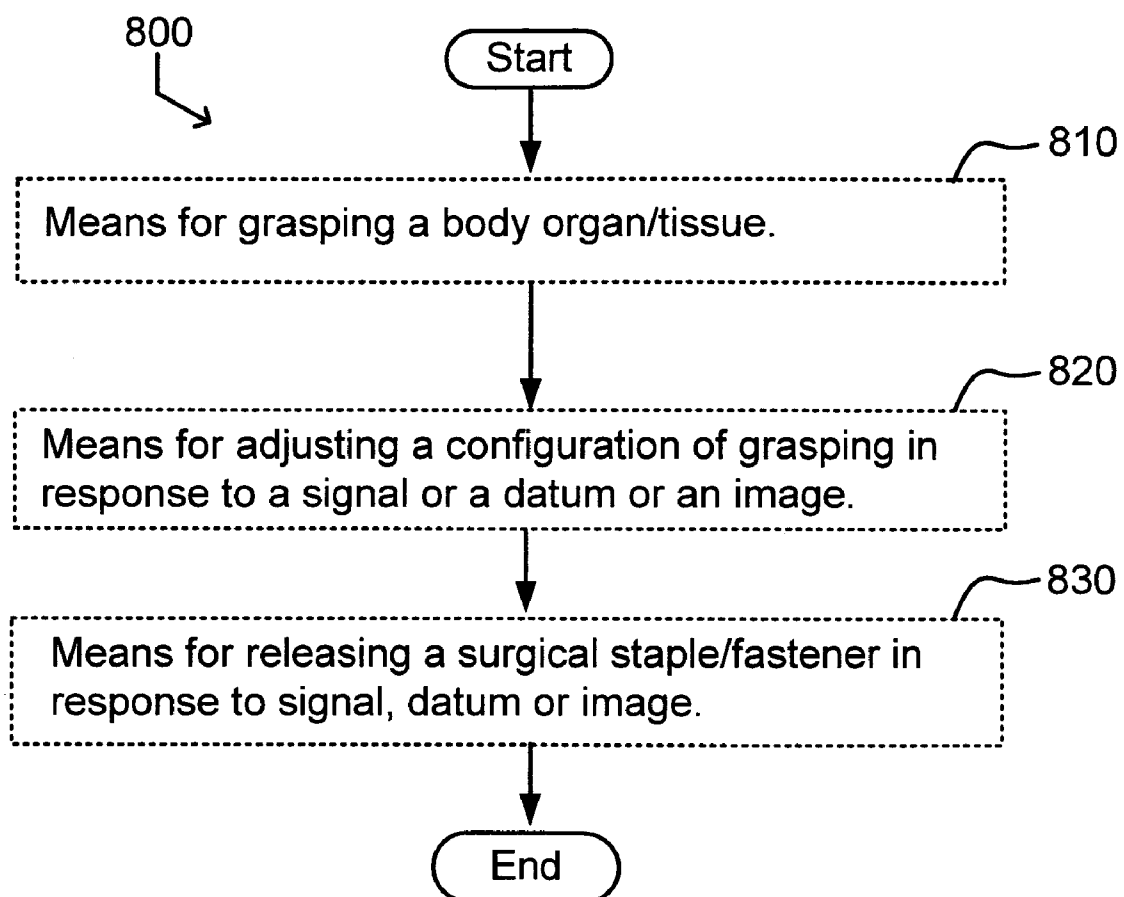 800
Start
810
Means for grasping a body organ/tissue.
820
Means for adjusting a configuration of grasping in
response to a signal or a datum or an image.
830
Means for releasing a surgical staple/fastener in
response to signal, datum or image.
End